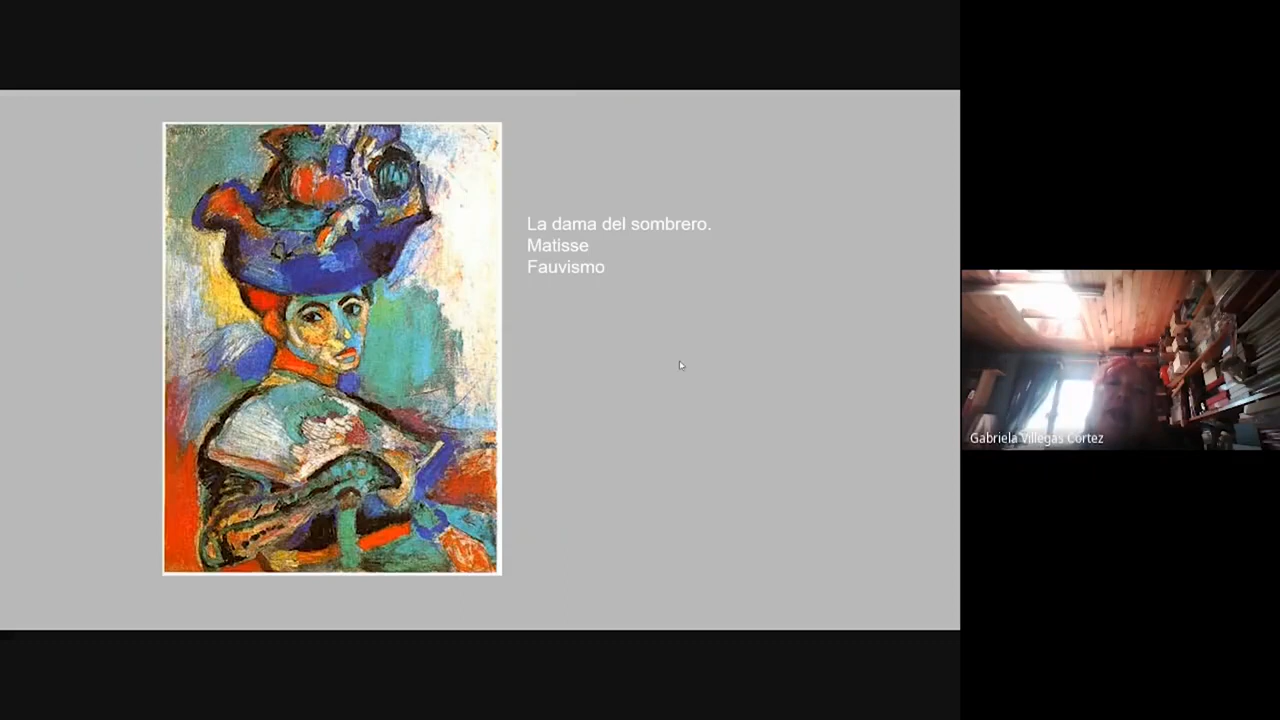 La dama del sombrero.
Matisse
Fauvismo
Gabriela Villegas Cortez